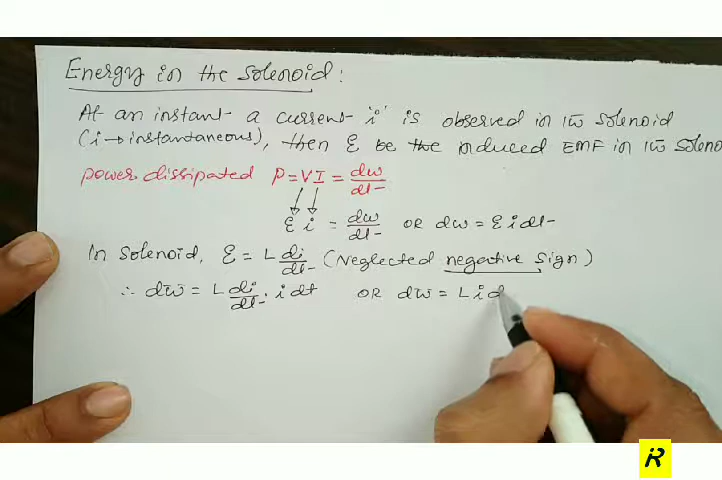 Energy in the Solenoid :
At an instant a current 'i' is observed in the Solenoid
(i → instantaneous), then ℰ be the induced EMF in the Soleno
power dissipated P = VI = dw/dt
ℰ i = dw/dt OR dw = ℰ i dt
In Solenoid, ℰ = L di/dt (Neglected negative sign)
∴ dw = L di/dt . i dt OR dw = L i d
R